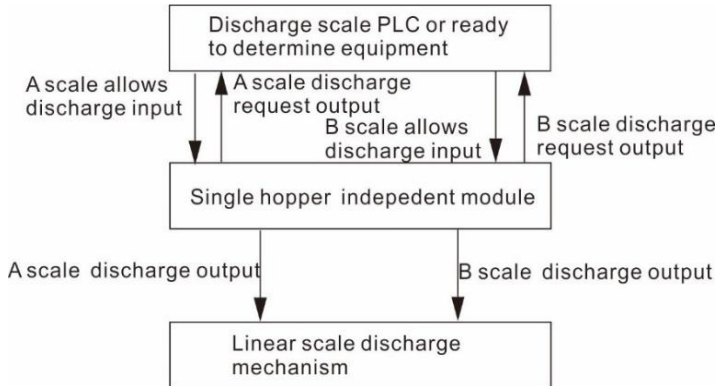 Discharge scale PLC or ready
to determine equipment
A scale allows
discharge input
A scale discharge
request output
B scale allows
discharge input
B scale discharge
request output
Single hopper indepedent module
A scale discharge output
B scale discharge output
Linear scale discharge
mechanism